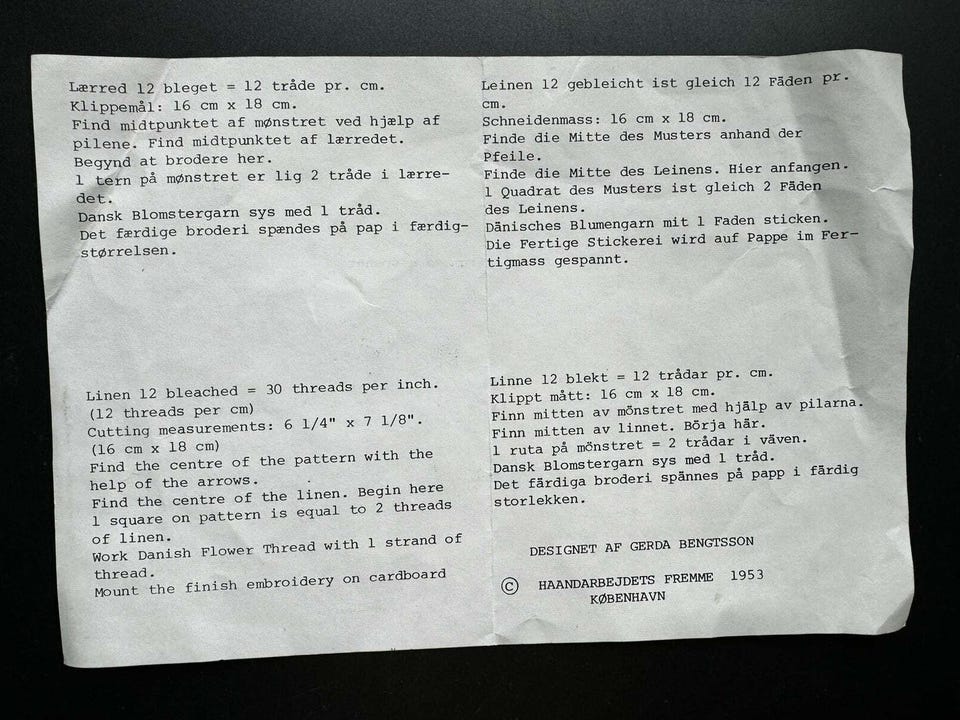 Lærred 12 bleget = 12 tråde pr. cm.
Klippemål: 16 cm x 18 cm.
Find midtpunktet af mønstret ved hjælp af
pilene. Find midtpunktet af lærredet.
Begynd at brodere her.
1 tern på mønstret er lig 2 tråde i lærre-
det.
Dansk Blomstergarn sys med 1 tråd.
Det færdige broderi spændes på pap i færdig-
størrelsen.
Leinen 12 gebleicht ist gleich 12 Fäden pr.
cm.
Schneidenmass: 16 cm x 18 cm.
Finde die Mitte des Musters anhand der
Pfeile.
Finde die Mitte des Leinens. Hier anfangen.
1 Quadrat des Musters ist gleich 2 Fäden
des Leinens.
Dänisches Blumengarn mit 1 Faden sticken.
Die Fertige Stickerei wird auf Pappe im Fer-
tigmass gespannt.
Linen 12 bleached = 30 threads per inch.
(12 threads per cm)
Cutting measurements: 6 1/4" x 7 1/8".
(16 cm x 18 cm)
Find the centre of the pattern with the
help of the arrows.
Find the centre of the linen. Begin here
1 square on pattern is equal to 2 threads
of linen.
Work Danish Flower Thread with 1 strand of
thread.
Mount the finish embroidery on cardboard
Linne 12 blekt = 12 trådar pr. cm.
Klippt mått: 16 cm x 18 cm.
Finn mitten av mönstret med hjälp av pilarna.
Finn mitten av linnet. Börja här.
1 ruta på mönstret = 2 trådar i väven.
Dansk Blomstergarn sys med 1 tråd.
Det färdiga broderi spännes på papp i färdig
storlekken.
DESIGNET AF GERDA BENGTSSON
© HAANDARBEJDETS FREMME 1953
KØBENHAVN